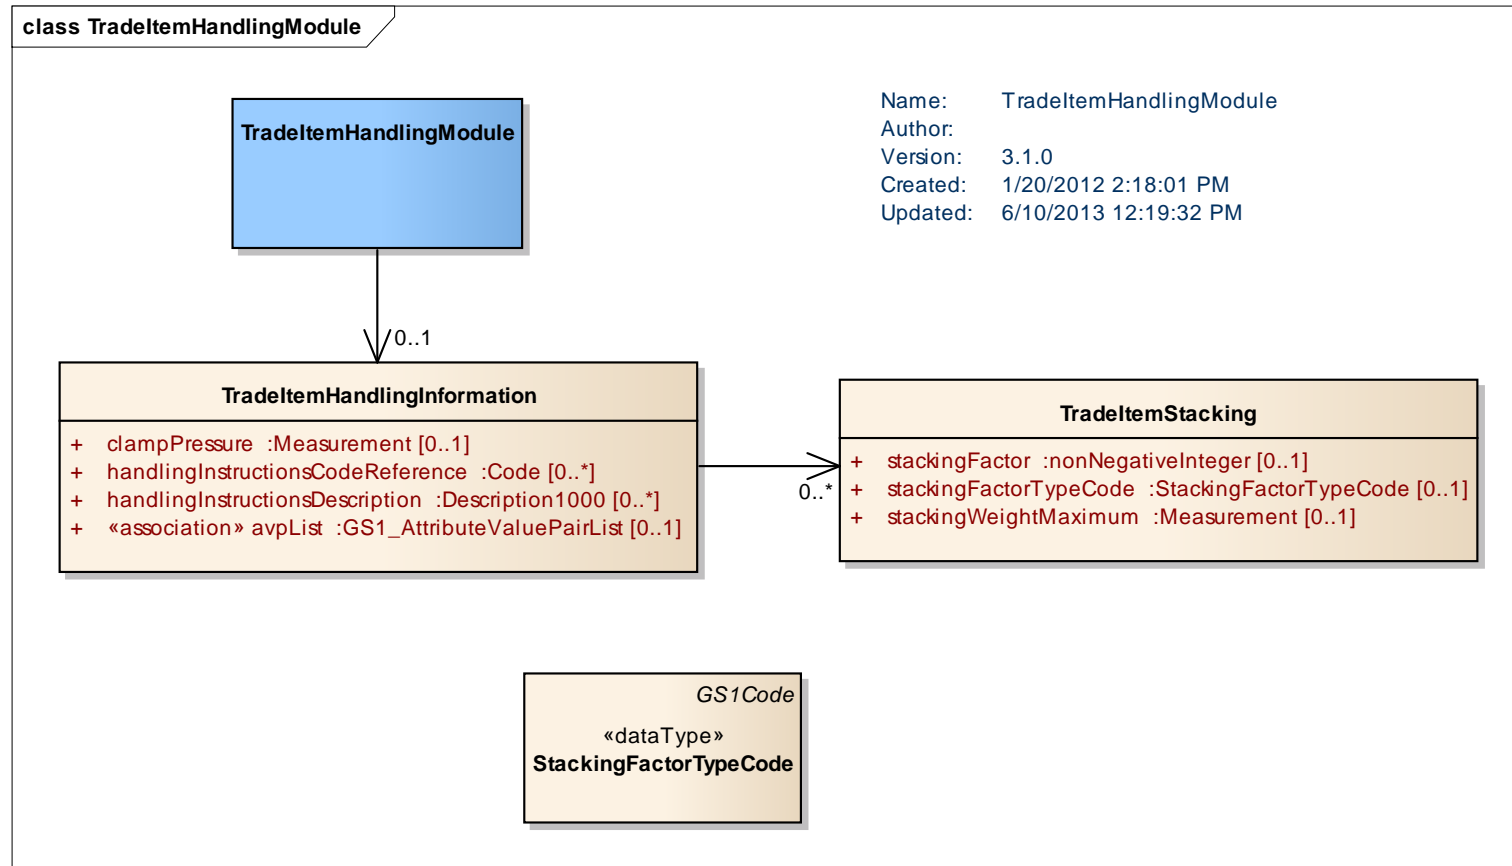 class TradeItemHandlingModule
TradeItemHandlingModule
Name: TradeItemHandlingModule
Author:
Version: 3.1.0
Created: 1/20/2012 2:18:01 PM
Updated: 6/10/2013 12:19:32 PM
0..1
TradeItemHandlingInformation
+ clampPressure :Measurement [0..1]
+ handlingInstructionsCodeReference :Code [0..*]
+ handlingInstructionsDescription :Description1000 [0..*]
+ «association» avpList :GS1_AttributeValuePairList [0..1]
0..*
TradeItemStacking
+ stackingFactor :nonNegativeInteger [0..1]
+ stackingFactorTypeCode :StackingFactorTypeCode [0..1]
+ stackingWeightMaximum :Measurement [0..1]
GS1Code
«dataType»
StackingFactorTypeCode